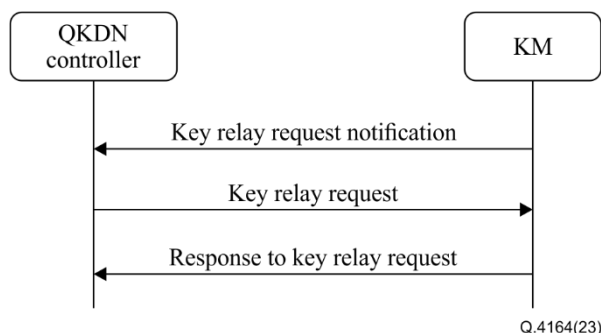 QKDN
controller
KM
Key relay request notification
Key relay request
Response to key relay request
Q.4164(23)